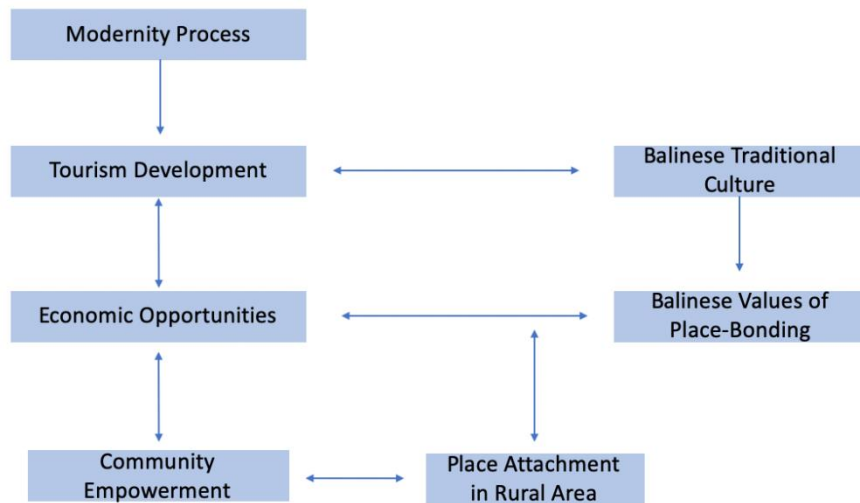 Modernity Process
Tourism Development
Balinese Traditional
Culture
Economic Opportunities
Balinese Values of
Place-Bonding
Community
Empowerment
Place Attachment
in Rural Area